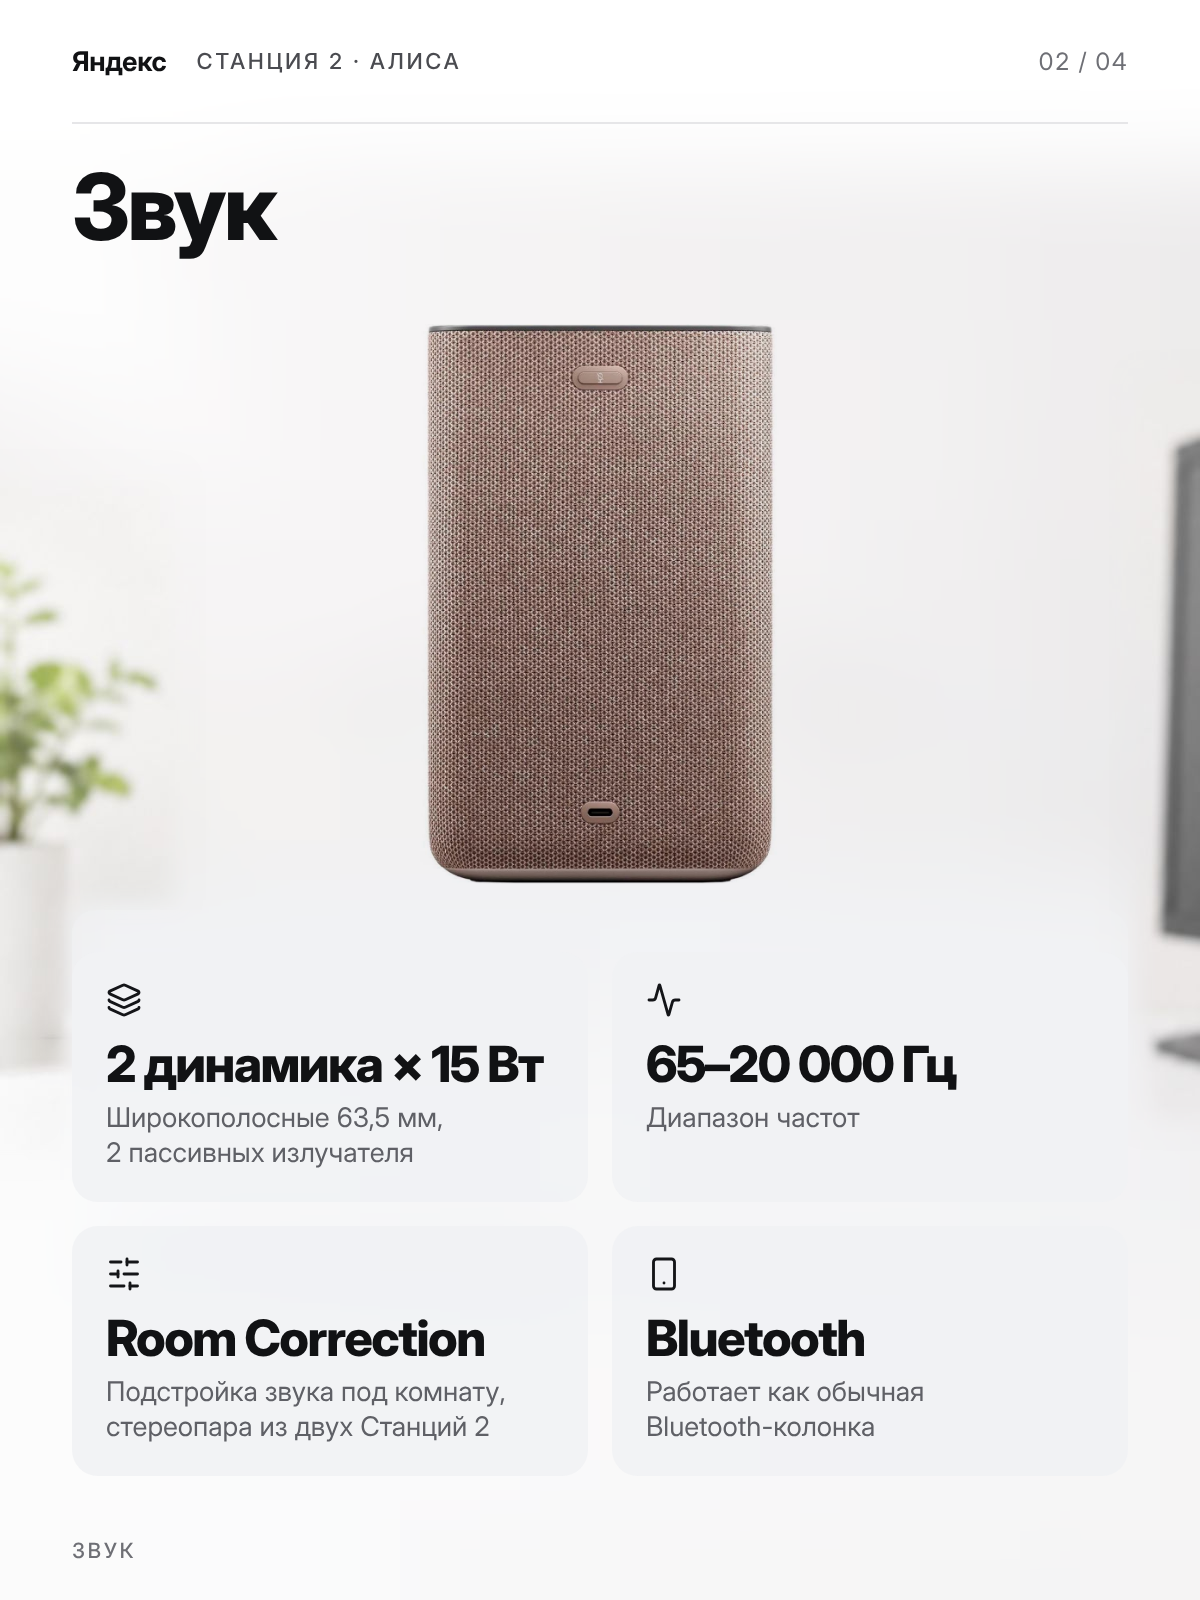 Яндекс СТАНЦИЯ 2 · АЛИСА 02 / 04
Звук
2 динамика × 15 Вт
Широкополосные 63,5 мм,
2 пассивных излучателя
65–20 000 Гц
Диапазон частот
Room Correction
Подстройка звука под комнату,
стереопара из двух Станций 2
Bluetooth
Работает как обычная
Bluetooth-колонка
ЗВУК